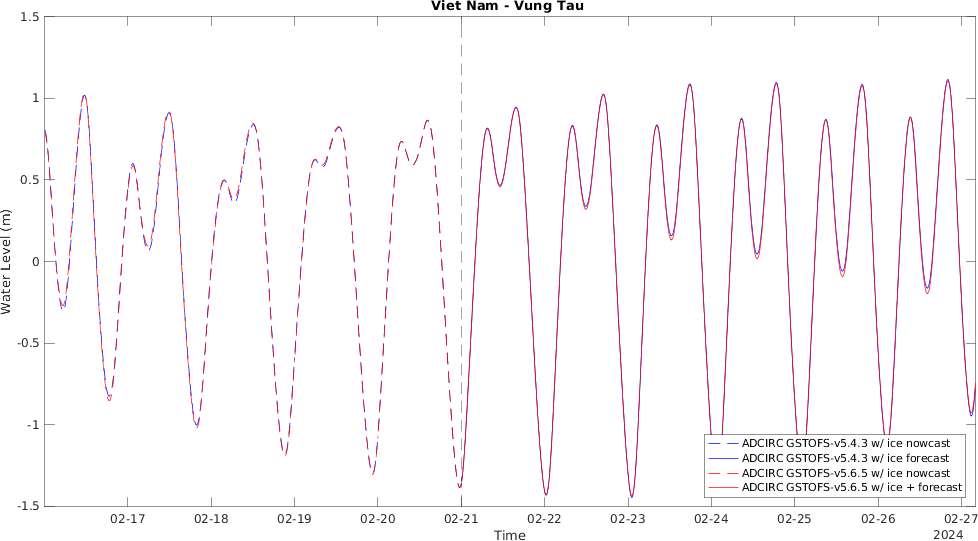 Viet Nam - Vung Tau
1.5
1
0.5
0
-0.5
-1
-1.5
Water Level (m)
02-17 02-18 02-19 02-20 02-21 02-22 02-23 02-24 02-25 02-26 02-27
Time
2024
ADCIRC GSTOFS-v5.4.3 w/ ice nowcast
ADCIRC GSTOFS-v5.4.3 w/ ice forecast
ADCIRC GSTOFS-v5.6.5 w/ ice nowcast
ADCIRC GSTOFS-v5.6.5 w/ ice + forecast